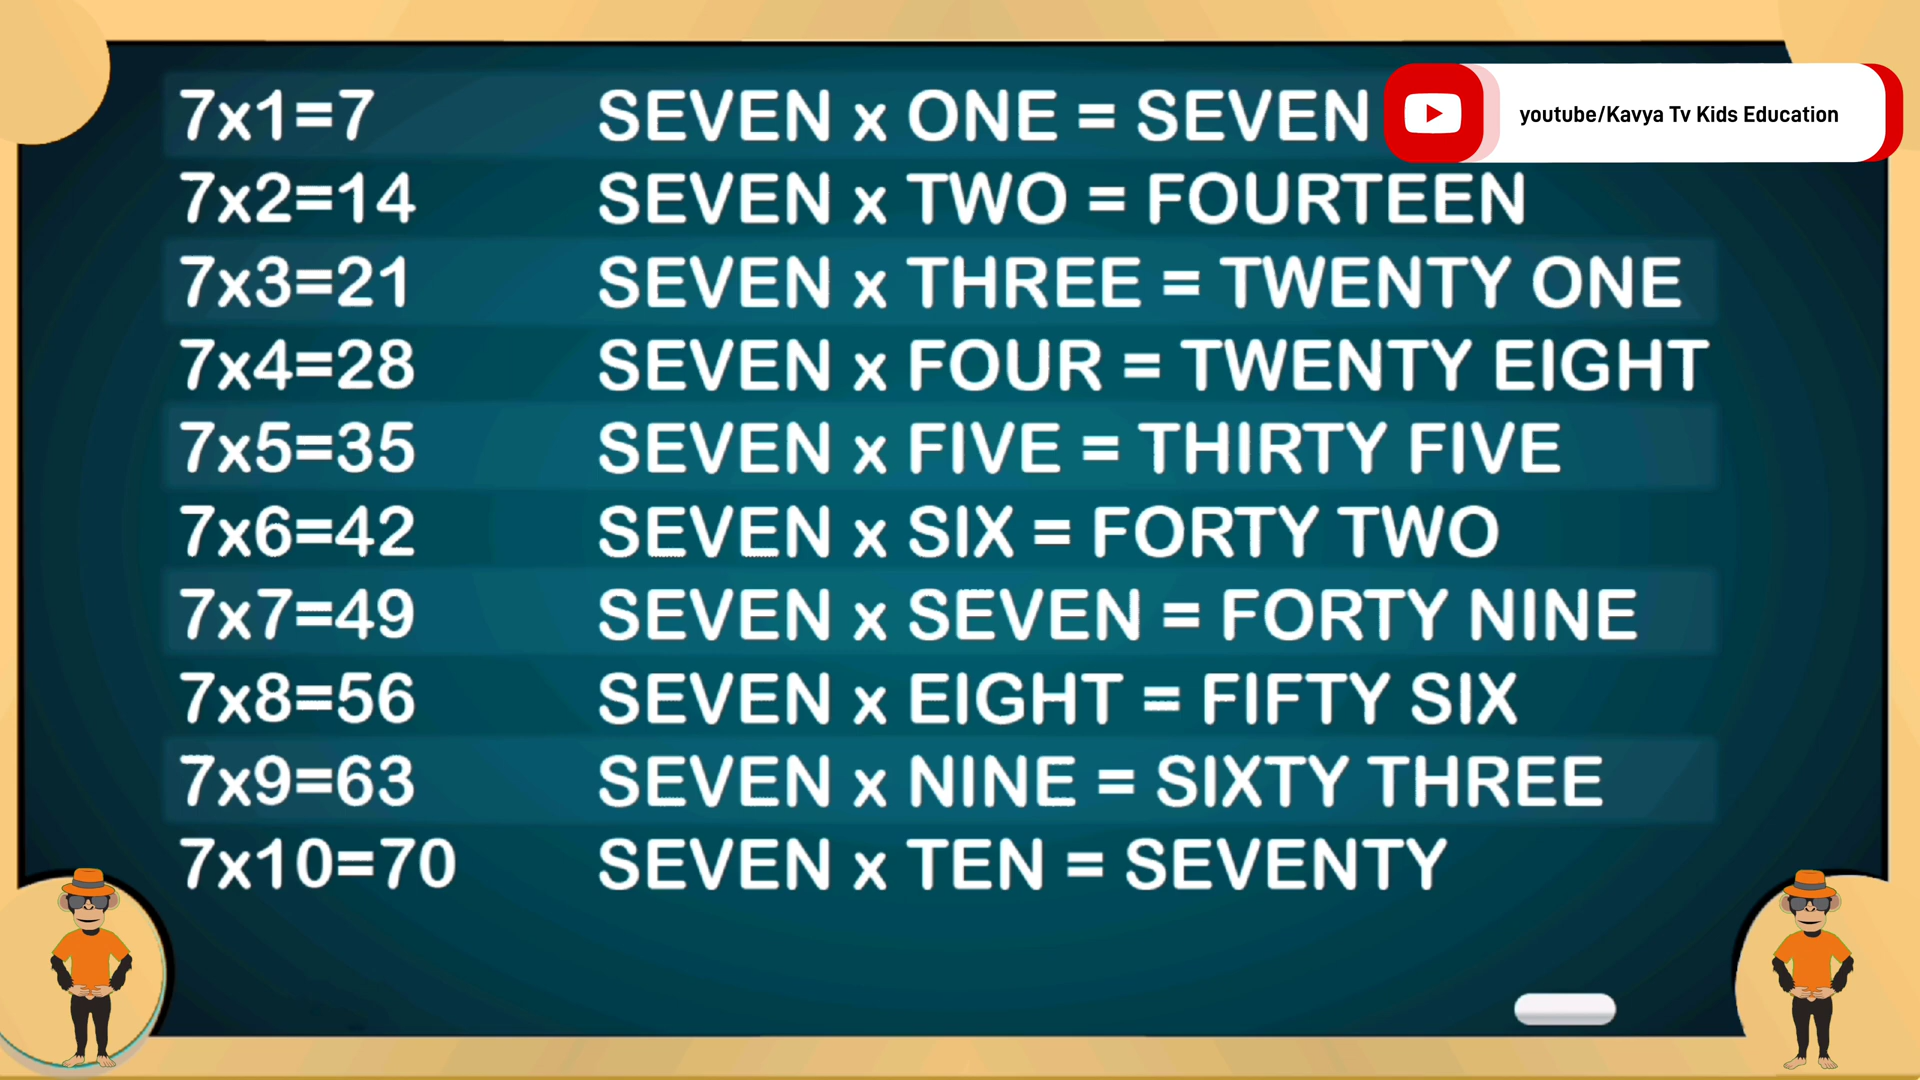 7x1=7 SEVEN x ONE = SEVEN
youtube/Kavya Tv Kids Education
7x2=14 SEVEN x TWO = FOURTEEN
7x3=21 SEVEN x THREE = TWENTY ONE
7x4=28 SEVEN x FOUR = TWENTY EIGHT
7x5=35 SEVEN x FIVE = THIRTY FIVE
7x6=42 SEVEN x SIX = FORTY TWO
7x7=49 SEVEN x SEVEN = FORTY NINE
7x8=56 SEVEN x EIGHT = FIFTY SIX
7x9=63 SEVEN x NINE = SIXTY THREE
7x10=70 SEVEN x TEN = SEVENTY